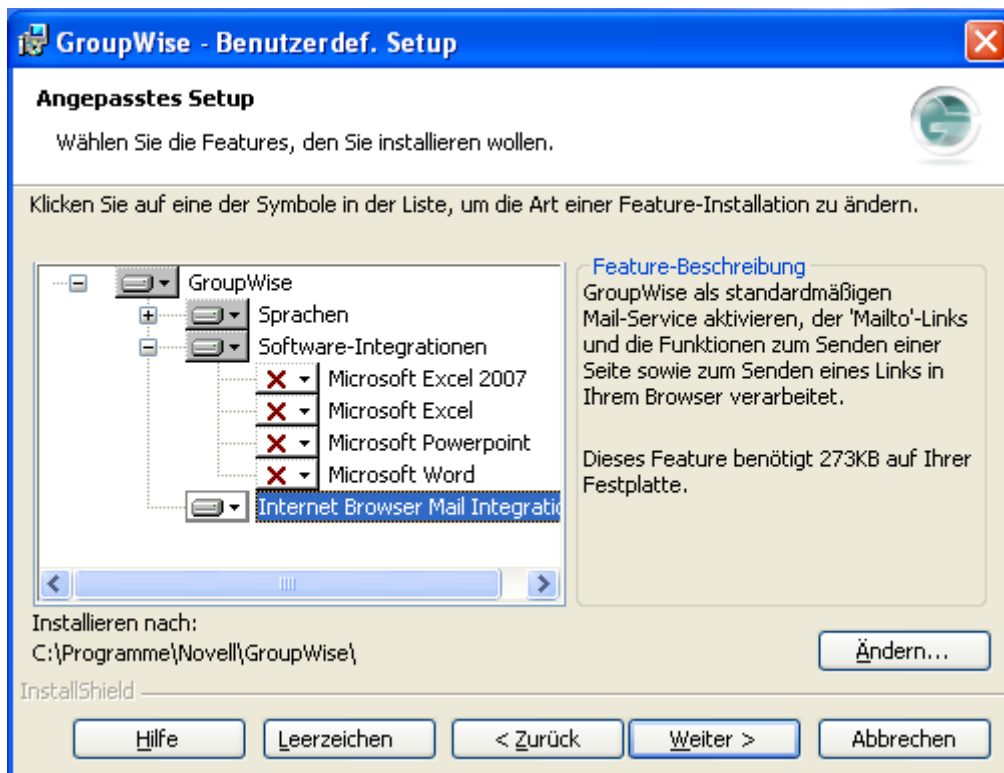 GroupWise - Benutzerdef. Setup
Angepasstes Setup
Wählen Sie die Features, den Sie installieren wollen.
Klicken Sie auf eine der Symbole in der Liste, um die Art einer Feature-Installation zu ändern.
GroupWise
Sprachen
Software-Integrationen
Microsoft Excel 2007
Microsoft Excel
Microsoft Powerpoint
Microsoft Word
Internet Browser Mail Integratio
Feature-Beschreibung
GroupWise als standardmäßigen
Mail-Service aktivieren, der 'Mailto'-Links
und die Funktionen zum Senden einer
Seite sowie zum Senden eines Links in
Ihrem Browser verarbeitet.
Dieses Feature benötigt 273KB auf Ihrer
Festplatte.
Installieren nach:
C:\Programme\Novell\GroupWise\
Ändern...
InstallShield
Hilfe
Leerzeichen
< Zurück
Weiter >
Abbrechen